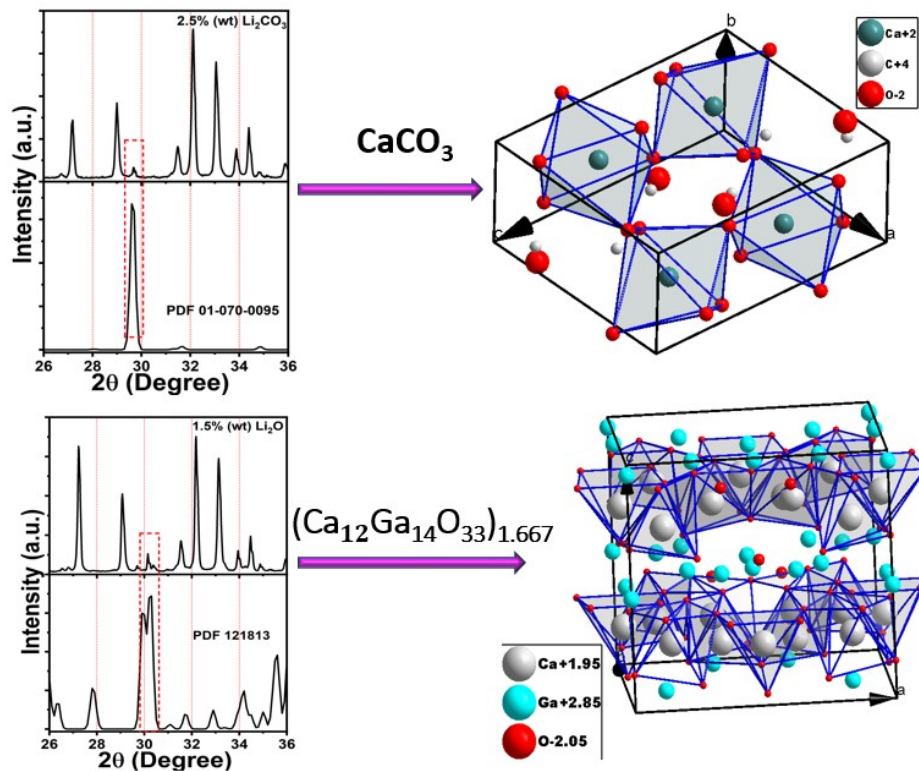 2.5% (wt) Li₂CO₃
Intensity (a.u.)
PDF 01-070-0095
26 28 30 32 34 36
2θ (Degree)
CaCO₃
b
c
a
Ca+2
C+4
O-2
1.5% (wt) Li₂O
Intensity (a.u.)
PDF 121813
26 28 30 32 34 36
2θ (Degree)
(Ca₁₂Ga₁₄O₃₃)₁.₆₆₇
c
a
Ca+1.95
Ga+2.85
O-2.05